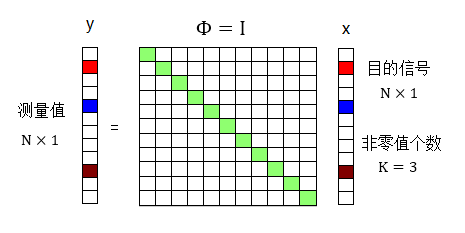 y
Φ = I
x
测量值
N × 1
=
目的信号
N × 1
非零值个数
K = 3